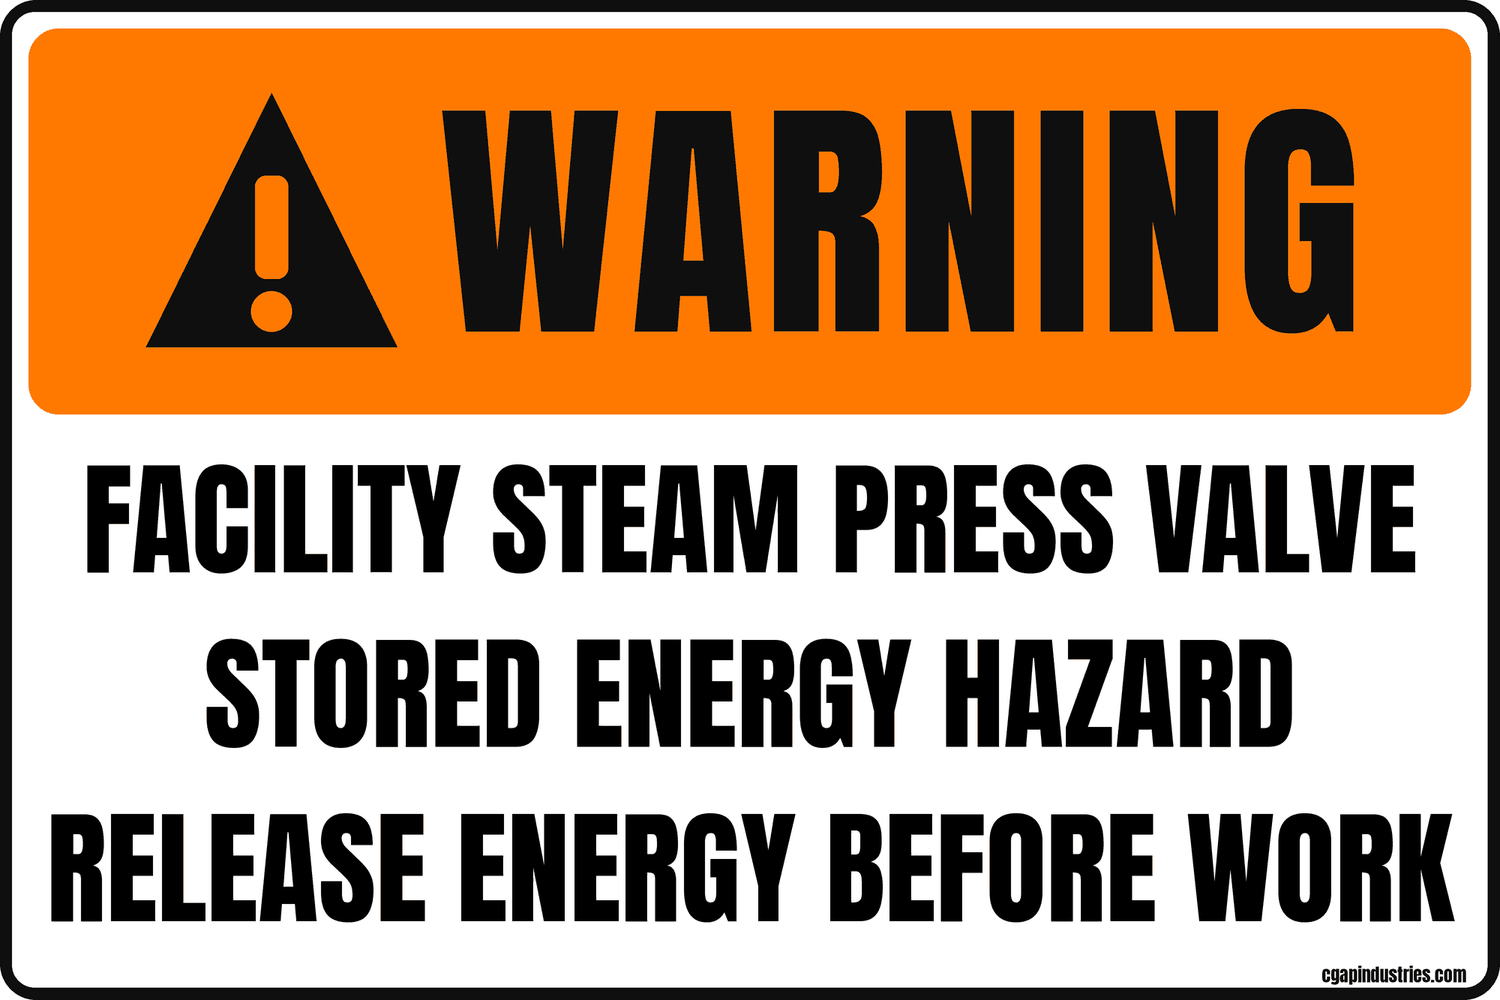 WARNING
FACILITY STEAM PRESS VALVE
STORED ENERGY HAZARD
RELEASE ENERGY BEFORE WORK
cgapindustries.com